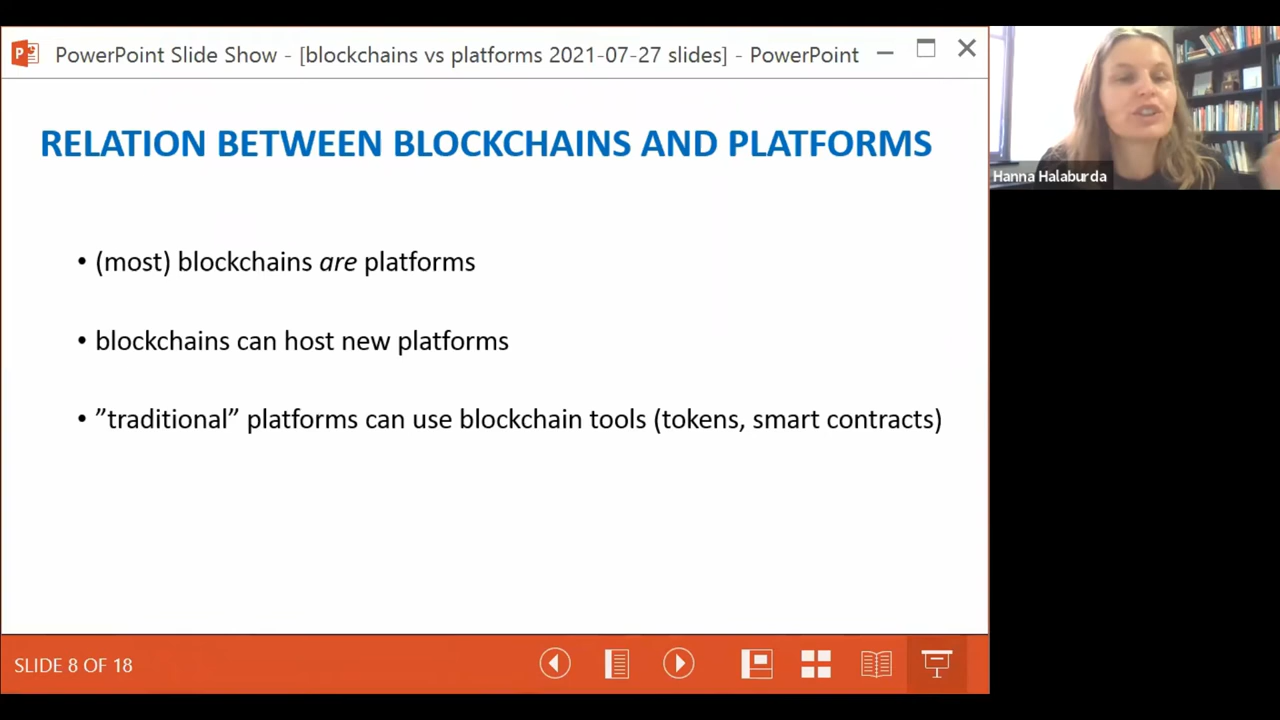 PowerPoint Slide Show - [blockchains vs platforms 2021-07-27 slides] - PowerPoint
RELATION BETWEEN BLOCKCHAINS AND PLATFORMS
• (most) blockchains are platforms
• blockchains can host new platforms
• ”traditional” platforms can use blockchain tools (tokens, smart contracts)
SLIDE 8 OF 18
Hanna Halaburda